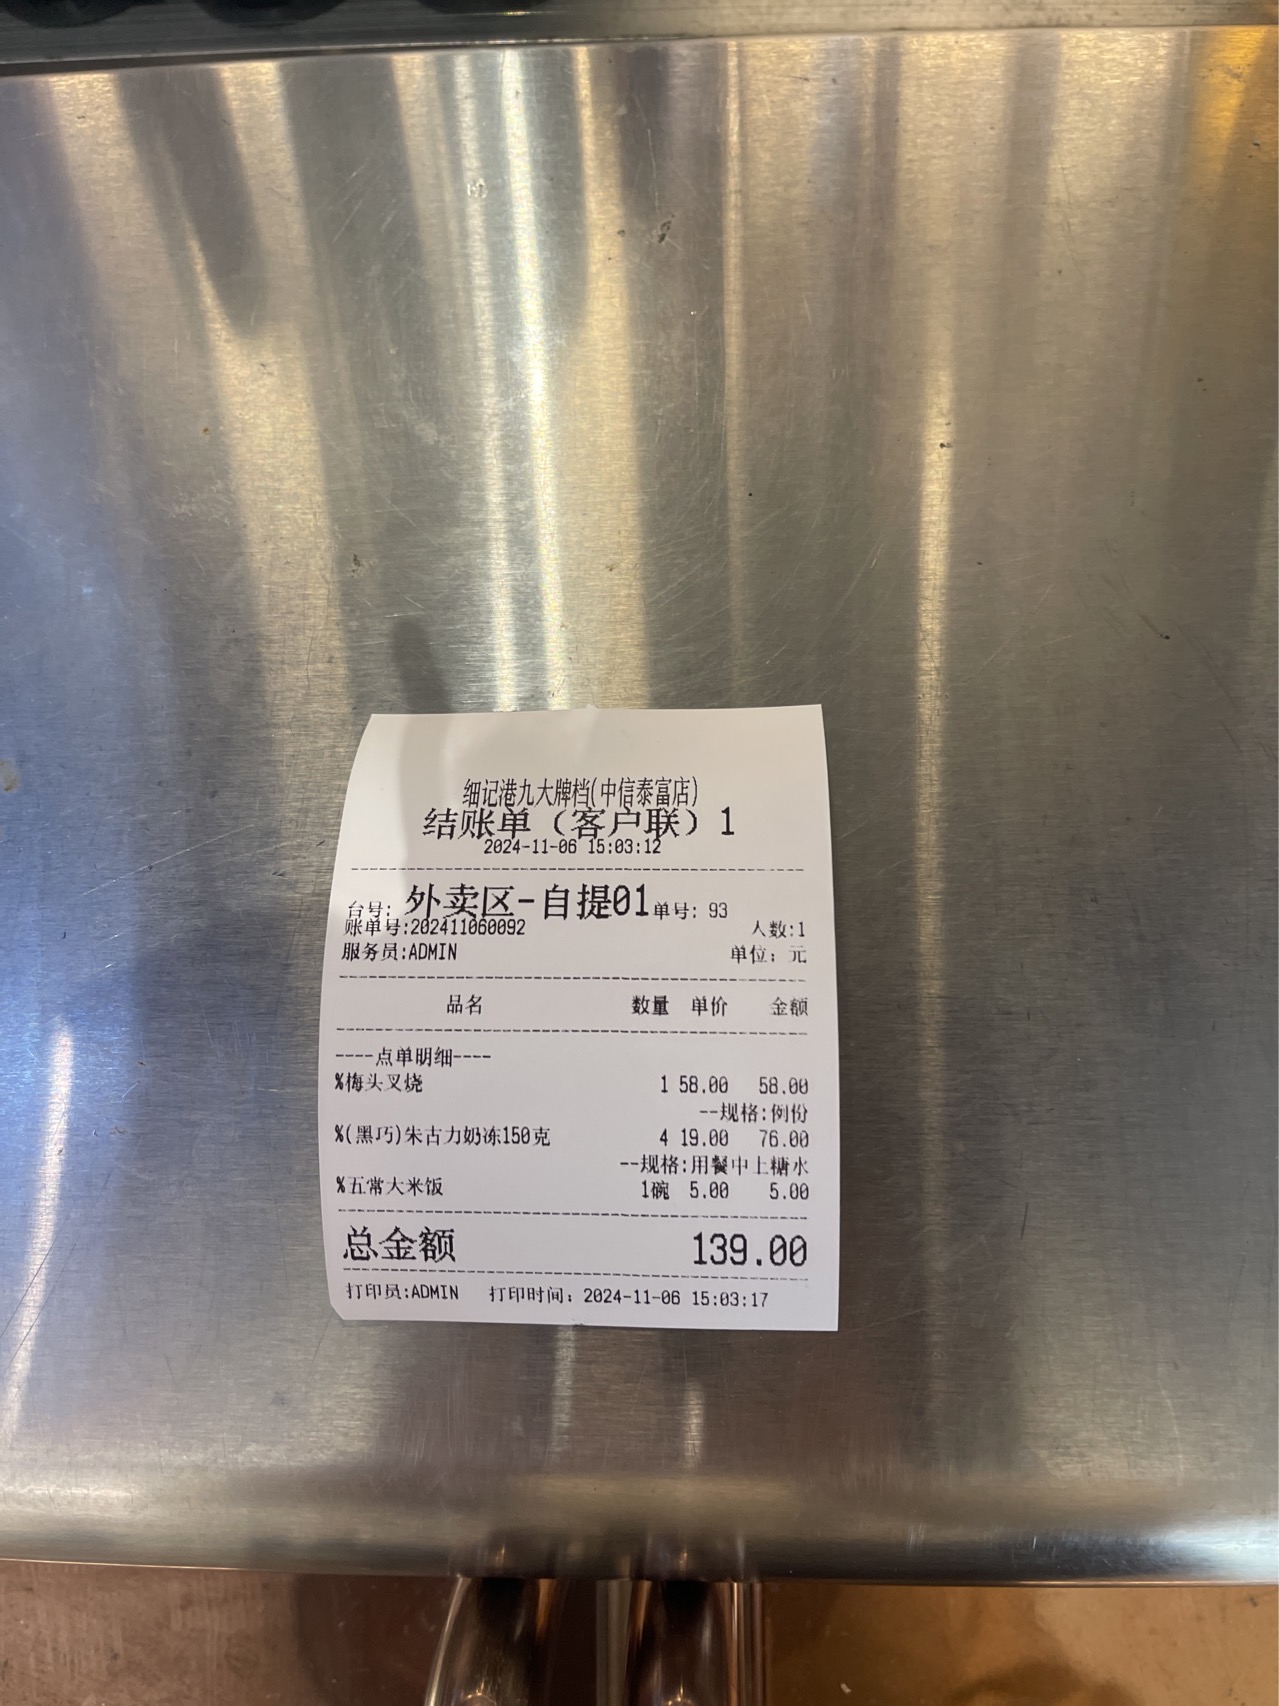 细记港九大牌档(中信泰富店)
结账单（客户联）1
2024-11-06 15:03:12
台号: 外卖区-自提01 单号: 93
账单号:202411060092 人数:1
服务员:ADMIN 单位：元
品名 数量 单价 金额
----点单明细----
%梅头叉烧 1 58.00 58.00
--规格:例份
%(黑巧)朱古力奶冻150克 4 19.00 76.00
--规格:用餐中上糖水
%五常大米饭 1碗 5.00 5.00
总金额 139.00
打印员:ADMIN 打印时间：2024-11-06 15:03:17